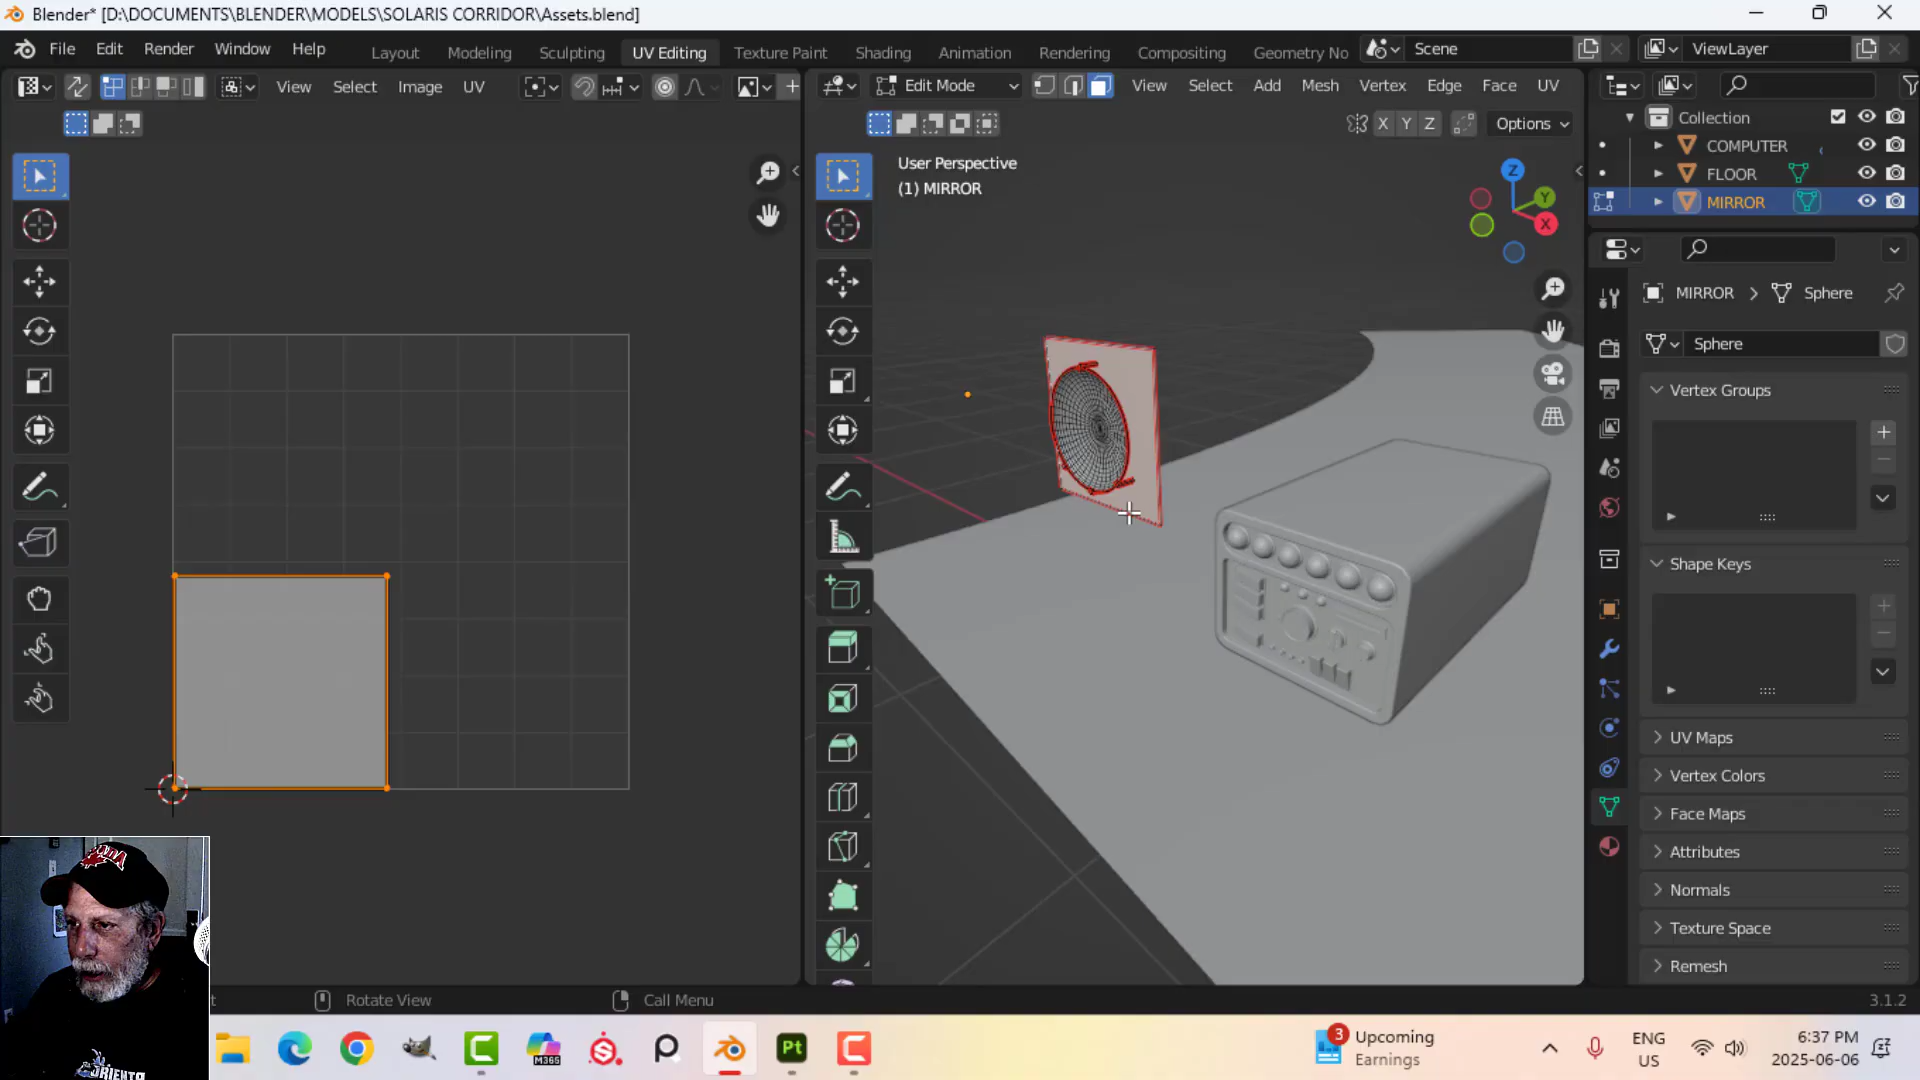 Blender* [D:\DOCUMENTS\BLENDER\MODELS\SOLARIS CORRIDOR\Assets.blend]
File Edit Render Window Help Layout Modeling Sculpting UV Editing Texture Paint Shading Animation Rendering Compositing Geometry No Scene ViewLayer
View Select Image UV Edit Mode View Select Add Mesh Vertex Edge Face UV
X Y Z Options
User Perspective
(1) MIRROR
Z
Y
X
Collection
COMPUTER
FLOOR
MIRROR
MIRROR > Sphere
Sphere
Vertex Groups
Shape Keys
UV Maps
Vertex Colors
Face Maps
Attributes
Normals
Texture Space
Remesh
Rotate View Call Menu 3.1.2
M365
Pt
3
Upcoming
Earnings
ENG
US
6:37 PM
2025-06-06